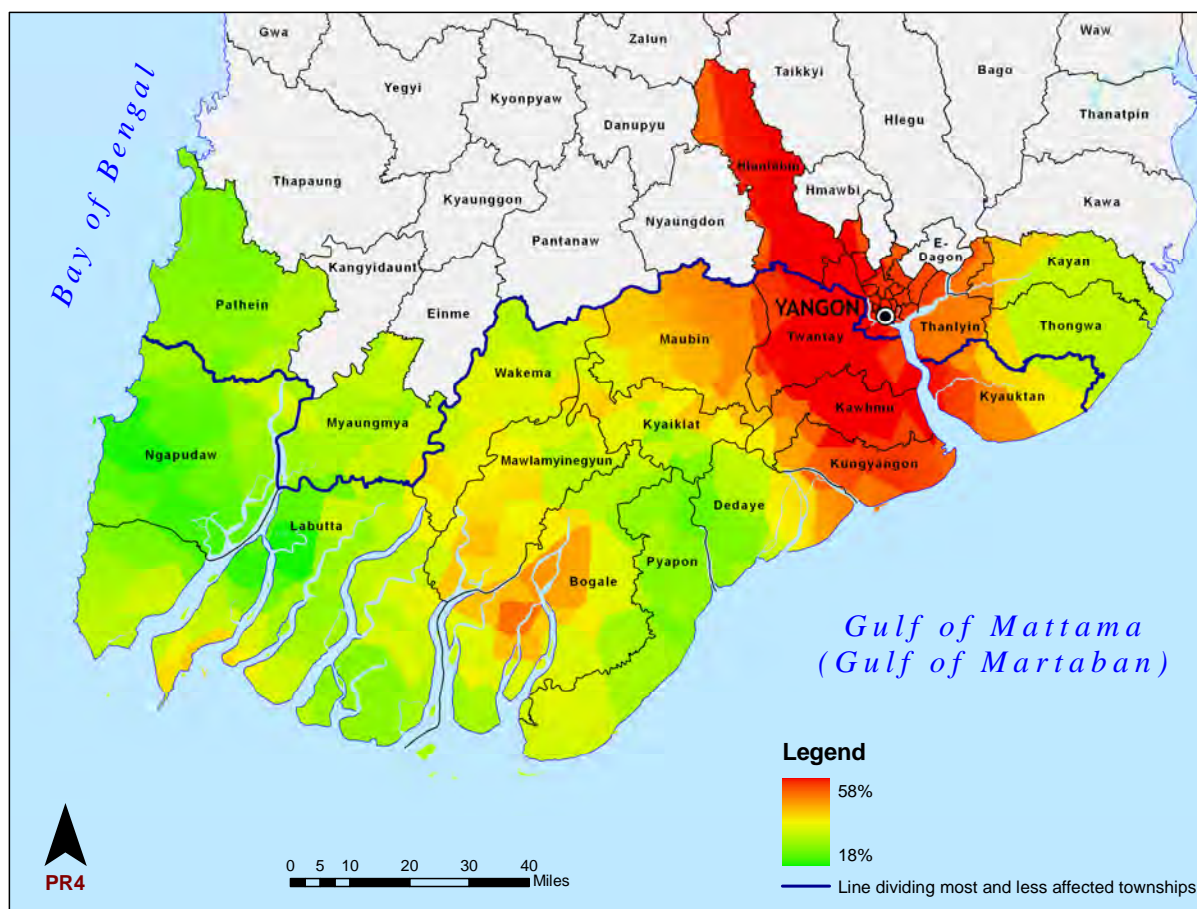 Gwa
Zalun
Waw
Taikkyi
Bago
Yegyi
Kyonpyaw
Thanatpin
Danupyu
Hlegu
Bay of Bengal
Hlanthbin
Thapaung
Hmawbi
Kyaunggon
Kawa
Nyaungdon
Pantanaw
E-
Dagon
Kangyidaunt
Kayan
Einme
Pathein
YANGON
Thanlyin
Thongwa
Maubin
Twantay
Wakema
Kawhmu
Kyauktan
Myaungmya
Kyaiklat
Ngapudaw
Mawlamyinegyun
Kungyangon
Dedaye
Labutta
Pyapon
Bogale
Gulf of Mattama
(Gulf of Martaban)
Legend
58%
18%
Line dividing most and less affected townships
PR4
0 5 10 20 30 40
Miles